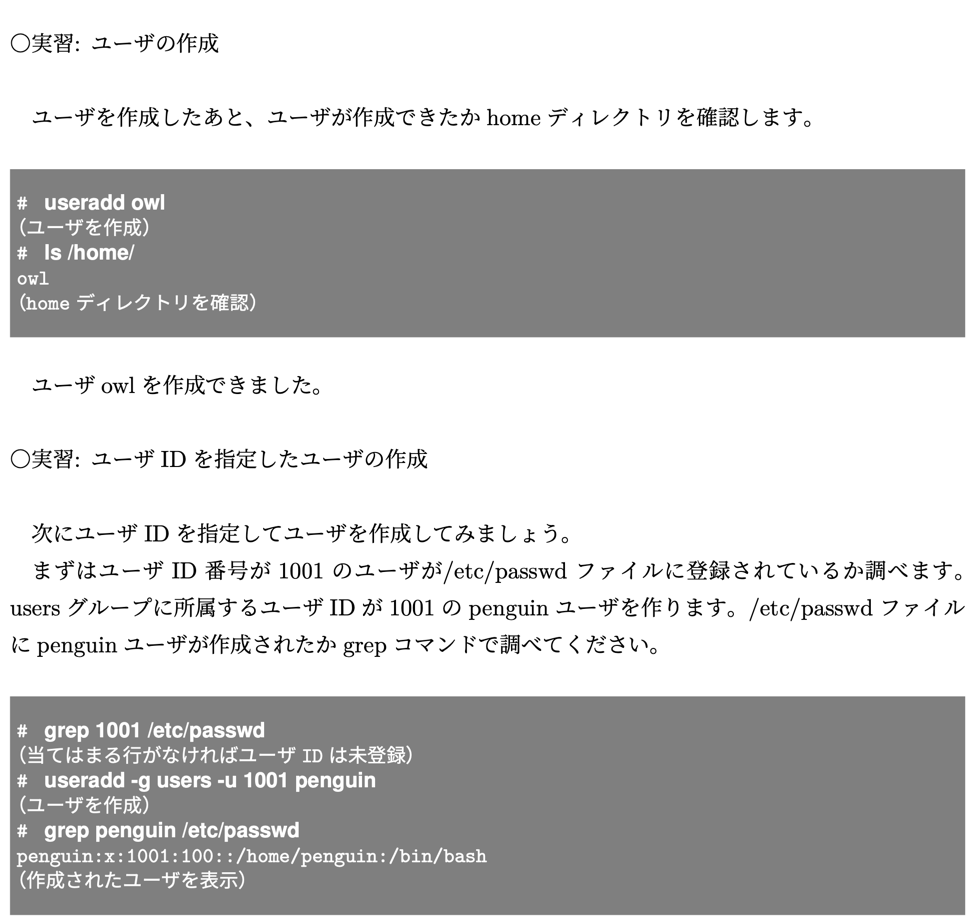 ○実習: ユーザの作成
ユーザを作成したあと、ユーザが作成できたか home ディレクトリを確認します。
# useradd owl
（ユーザを作成）
# ls /home/
owl
（home ディレクトリを確認）
ユーザ owl を作成できました。
○実習: ユーザ ID を指定したユーザの作成
次にユーザ ID を指定してユーザを作成してみましょう。
まずはユーザ ID 番号が 1001 のユーザが/etc/passwd ファイルに登録されているか調べます。
users グループに所属するユーザ ID が 1001 の penguin ユーザを作ります。/etc/passwd ファイル
に penguin ユーザが作成されたか grep コマンドで調べてください。
# grep 1001 /etc/passwd
（当てはまる行がなければユーザ ID は未登録）
# useradd -g users -u 1001 penguin
（ユーザを作成）
# grep penguin /etc/passwd
penguin:x:1001:100::/home/penguin:/bin/bash
（作成されたユーザを表示）